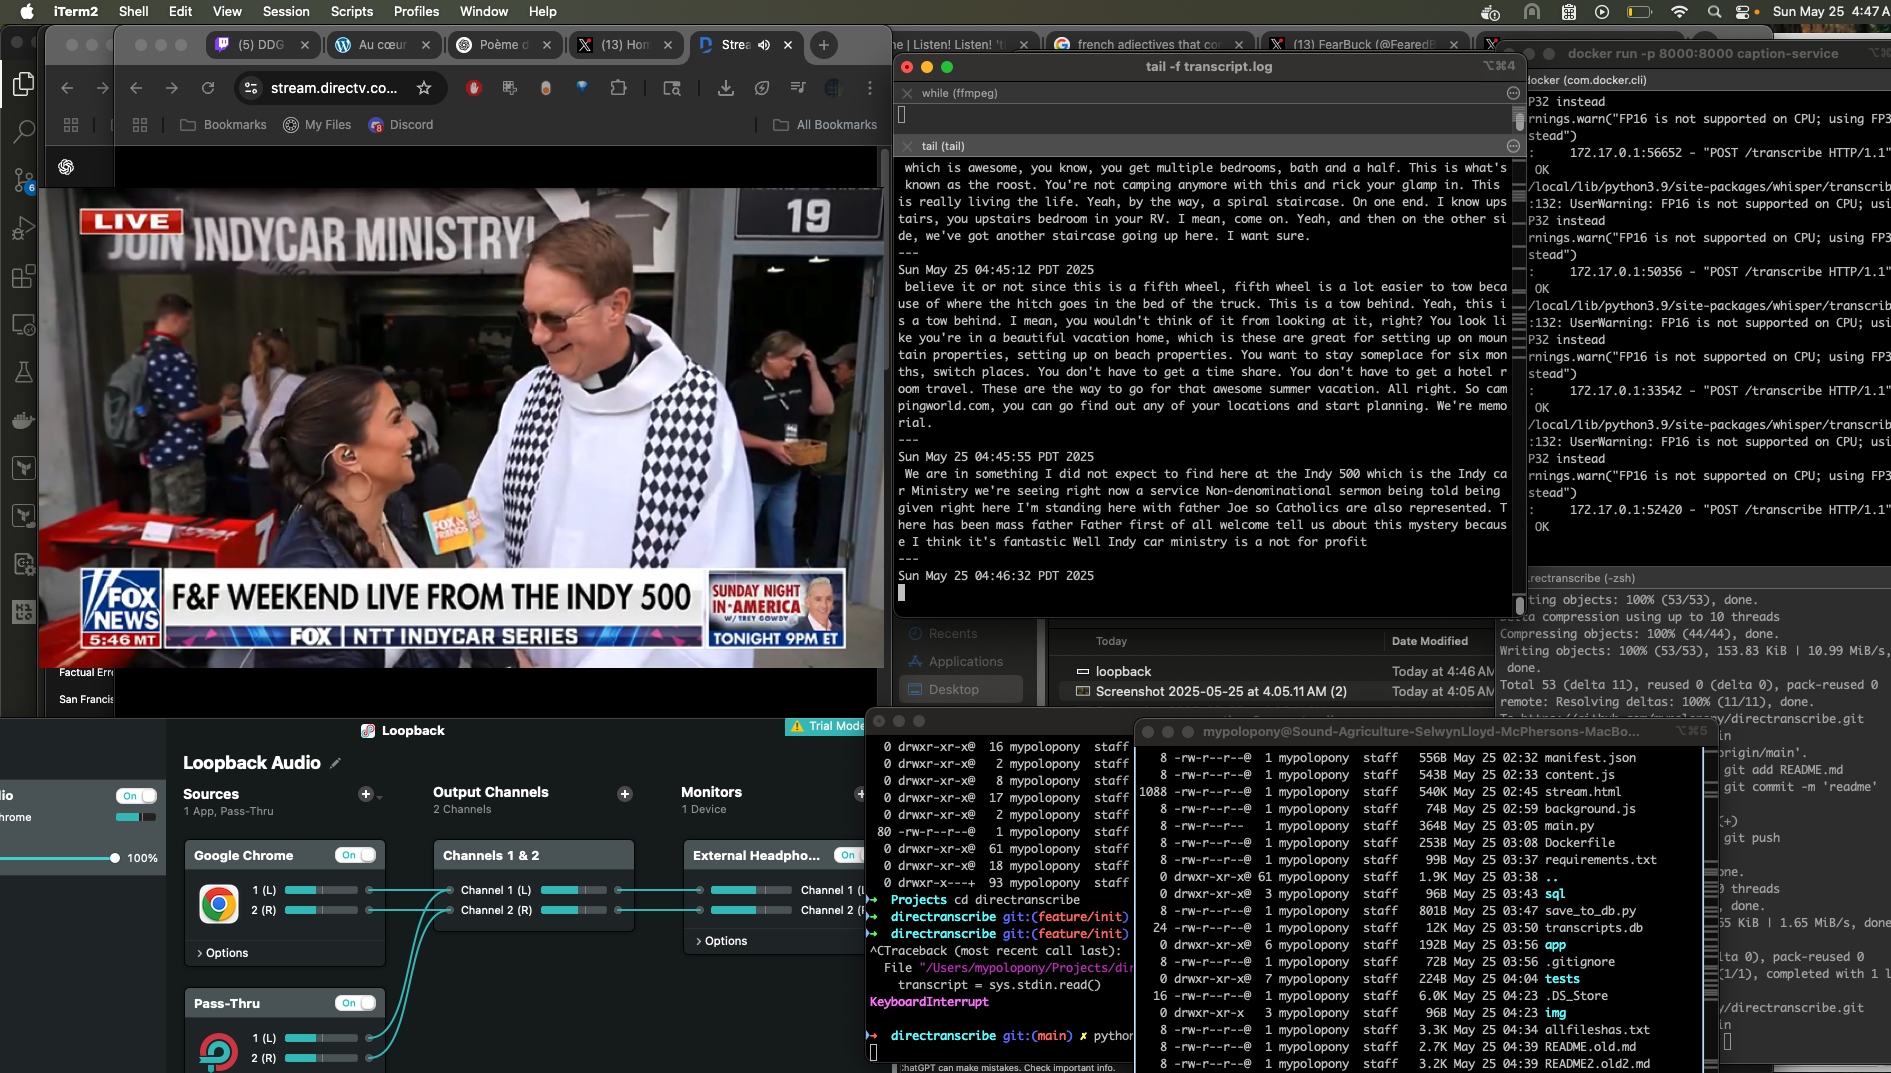 iTerm2 Shell Edit View Session Scripts Profiles Window Help
Sun May 25 4:47A
(5) DDG
Au cœur
Poème d
(13) Hom
Strea
ne | Listen! Listen! 't
french adjectives that co
(13) FearBuck (@FearedB
stream.directv.co...
Bookmarks
My Files
Discord
All Bookmarks
6
LIVE
JOIN INDYCAR MINISTRY!
19
FOX NEWS
5:46 MT
F&F WEEKEND LIVE FROM THE INDY 500
FOX | NTT INDYCAR SERIES
SUNDAY NIGHT
IN AMERICA
W/ TREY GOWDY
TONIGHT 9PM ET
Factual Erro
San Francis
tail -f transcript.log
⌥⌘4
while (ffmpeg)
tail (tail)
which is awesome, you know, you get multiple bedrooms, bath and a half. This is what's
known as the roost. You're not camping anymore with this and rick your glamp in. This
is really living the life. Yeah, by the way, a spiral staircase. On one end. I know ups
tairs, you upstairs bedroom in your RV. I mean, come on. Yeah, and then on the other si
de, we've got another staircase going up here. I want sure.
---
Sun May 25 04:45:12 PDT 2025
believe it or not since this is a fifth wheel, fifth wheel is a lot easier to tow beca
use of where the hitch goes in the bed of the truck. This is a tow behind. Yeah, this i
s a tow behind. I mean, you wouldn't think of it from looking at it, right? You look li
ke you're in a beautiful vacation home, which is these are great for setting up on moun
tain properties, setting up on beach properties. You want to stay someplace for six mon
ths, switch places. You don't have to get a time share. You don't have to get a hotel r
oom travel. These are the way to go for that awesome summer vacation. All right. So cam
pingworld.com, you can go find out any of your locations and start planning. We're memo
rial.
---
Sun May 25 04:45:55 PDT 2025
We are in something I did not expect to find here at the Indy 500 which is the Indy ca
r Ministry we're seeing right now a service Non-denominational sermon being told being
given right here I'm standing here with father Joe so Catholics are also represented. T
here has been mass father Father first of all welcome tell us about this mystery becaus
e I think it's fantastic Well Indy car ministry is a not for profit
---
Sun May 25 04:46:32 PDT 2025
docker run -p 8000:8000 caption-service
docker (com.docker.cli)
P32 instead
rnings.warn("FP16 is not supported on CPU; using FP3
stead")
: 172.17.0.1:56652 - "POST /transcribe HTTP/1.1"
OK
/local/lib/python3.9/site-packages/whisper/transcrib
:132: UserWarning: FP16 is not supported on CPU; usi
P32 instead
rnings.warn("FP16 is not supported on CPU; using FP3
stead")
: 172.17.0.1:50356 - "POST /transcribe HTTP/1.1"
OK
/local/lib/python3.9/site-packages/whisper/transcrib
:132: UserWarning: FP16 is not supported on CPU; usi
P32 instead
rnings.warn("FP16 is not supported on CPU; using FP3
stead")
: 172.17.0.1:33542 - "POST /transcribe HTTP/1.1"
OK
/local/lib/python3.9/site-packages/whisper/transcrib
:132: UserWarning: FP16 is not supported on CPU; usi
P32 instead
rnings.warn("FP16 is not supported on CPU; using FP3
stead")
: 172.17.0.1:52420 - "POST /transcribe HTTP/1.1"
OK
.rectranscribe (-zsh)
ting objects: 100% (53/53), done.
Delta compression using up to 10 threads
Compressing objects: 100% (44/44), done.
Writing objects: 100% (53/53), 153.83 KiB | 10.99 MiB/s,
done.
Total 53 (delta 11), reused 0 (delta 0), pack-reused 0
remote: Resolving deltas: 100% (11/11), done.
/directranscribe.git
in
origin/main'.
git add README.md
git commit -m 'readme'
(+)
git push
one.
0 threads
, done.
55 KiB | 1.65 MiB/s, done
lta 0), pack-reused 0
(1/1), completed with 1 l
y/directranscribe.git
in
Recents
Applications
Desktop
Today
Date Modified
loopback
Today at 4:46 AM
Screenshot 2025-05-25 at 4.05.11 AM (2)
Today at 4:05 AM
Loopback
Trial Mode
Loopback Audio
io
On
hrome
100%
Sources
1 App, Pass-Thru
Output Channels
2 Channels
Monitors
1 Device
Google Chrome
On
1 (L)
2 (R)
Options
Channels 1 & 2
Channel 1 (L)
Channel 2 (R)
External Headpho...
On
Channel 1 (L
Channel 2 (R
Options
Pass-Thru
On
1 (L)
2 (R)
0 drwxr-xr-x@ 16 mypolopony staff
0 drwxr-xr-x@ 2 mypolopony staff
0 drwxr-xr-x@ 8 mypolopony staff
0 drwxr-xr-x@ 17 mypolopony staff
0 drwxr-xr-x@ 2 mypolopony staff
80 -rw-r--r--@ 1 mypolopony staff
0 drwxr-xr-x@ 61 mypolopony staff
0 drwxr-xr-x@ 18 mypolopony staff
0 drwx-x---+ 93 mypolopony staff
→ Projects cd directranscribe
→ directranscribe git:(feature/init)
→ directranscribe git:(feature/init)
^CTraceback (most recent call last):
File "/Users/mypolopony/Projects/dir
transcript = sys.stdin.read()
KeyboardInterrupt
→ directranscribe git:(main) ✗ python
ChatGPT can make mistakes. Check important info.
mypolopony@Sound-Agriculture-SelwynLloyd-McPhersons-MacBo...
⌥⌘5
8 -rw-r--r--@ 1 mypolopony staff 556B May 25 02:32 manifest.json
8 -rw-r--r--@ 1 mypolopony staff 543B May 25 02:33 content.js
1088 -rw-r--r--@ 1 mypolopony staff 540K May 25 02:45 stream.html
8 -rw-r--r--@ 1 mypolopony staff 74B May 25 02:59 background.js
8 -rw-r--r-- 1 mypolopony staff 364B May 25 03:05 main.py
8 -rw-r--r--@ 1 mypolopony staff 253B May 25 03:08 Dockerfile
8 -rw-r--r--@ 1 mypolopony staff 99B May 25 03:37 requirements.txt
0 drwxr-xr-x@ 61 mypolopony staff 1.9K May 25 03:38 ..
0 drwxr-xr-x@ 3 mypolopony staff 96B May 25 03:43 sql
8 -rw-r--r--@ 1 mypolopony staff 801B May 25 03:47 save_to_db.py
24 -rw-r--r--@ 1 mypolopony staff 12K May 25 03:50 transcripts.db
0 drwxr-xr-x@ 6 mypolopony staff 192B May 25 03:56 app
8 -rw-r--r--@ 1 mypolopony staff 72B May 25 03:56 .gitignore
0 drwxr-xr-x@ 7 mypolopony staff 224B May 25 04:04 tests
16 -rw-r--r--@ 1 mypolopony staff 6.0K May 25 04:23 .DS_Store
0 drwxr-xr-x 3 mypolopony staff 96B May 25 04:23 img
8 -rw-r--r--@ 1 mypolopony staff 3.3K May 25 04:34 allfileshas.txt
8 -rw-r--r--@ 1 mypolopony staff 2.7K May 25 04:39 README.old.md
8 -rw-r--r--@ 1 mypolopony staff 3.2K May 25 04:39 README2.old2.md